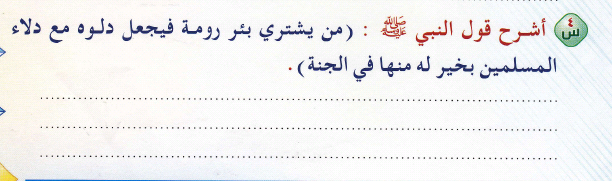 س٤ أشرح قول النبي ﷺ : (من يشتري بئر رومة فيجعل دلوه مع دلاء
المسلمين بخير له منها في الجنة).